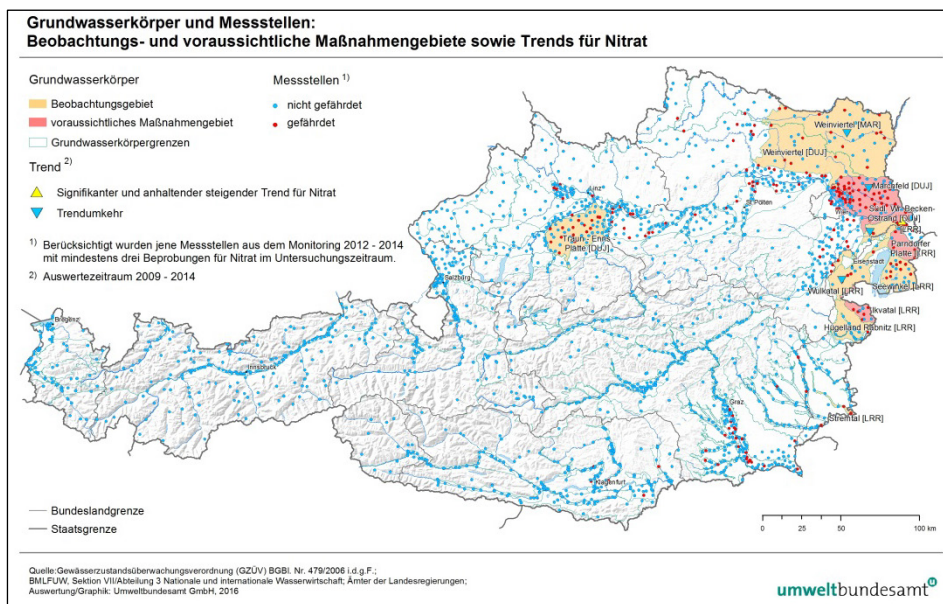 Grundwasserkörper und Messstellen:
Beobachtungs- und voraussichtliche Maßnahmengebiete sowie Trends für Nitrat
Grundwasserkörper
Beobachtungsgebiet
voraussichtliches Maßnahmengebiet
Grundwasserkörpergrenzen
Messstellen 1)
nicht gefährdet
gefährdet
Trend 2)
Signifikanter und anhaltender steigender Trend für Nitrat
Trendumkehr
1) Berücksichtigt wurden jene Messstellen aus dem Monitoring 2012 - 2014
mit mindestens drei Beprobungen für Nitrat im Untersuchungszeitraum.
2) Auswertezeitraum 2009 - 2014
Weinviertel [MAR]
Weinviertel [DUJ]
Marchfeld [DUJ]
Linz
St. Pölten
Südl. Wr. Becken-
Ostrand [DUJ]
[LRR]
Traun - Enns -
Platte [DUJ]
Parndorfer
Platte [LRR]
Eisenstadt
Salzburg
Wulkatal [LRR]
Seewinkel [LRR]
Ikvatal [LRR]
Hügelland Rabnitz [LRR]
Bregenz
Innsbruck
Graz
Stremtal [LRR]
Klagenfurt
Bundeslandgrenze
Staatsgrenze
0 25 50 100 km
Quelle:Gewässerzustandsüberwachungsverordnung (GZÜV) BGBl. Nr. 479/2006 i.d.g.F.;
BMLFUW, Sektion VII/Abteilung 3 Nationale und internationale Wasserwirtschaft; Ämter der Landesregierungen;
Auswertung/Graphik: Umweltbundesamt GmbH, 2016
umweltbundesamt u